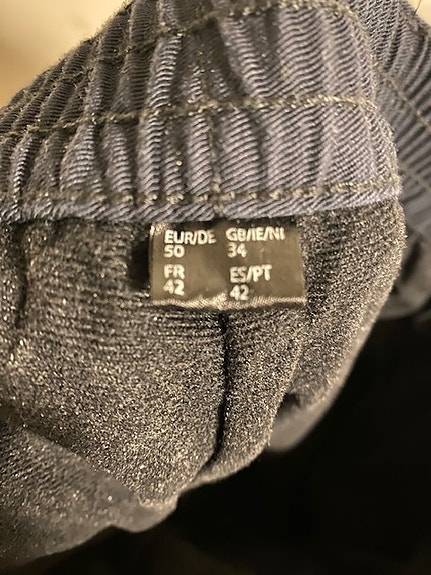 EUR/DE GB/IE/NI
50 34
FR ES/PT
42 42